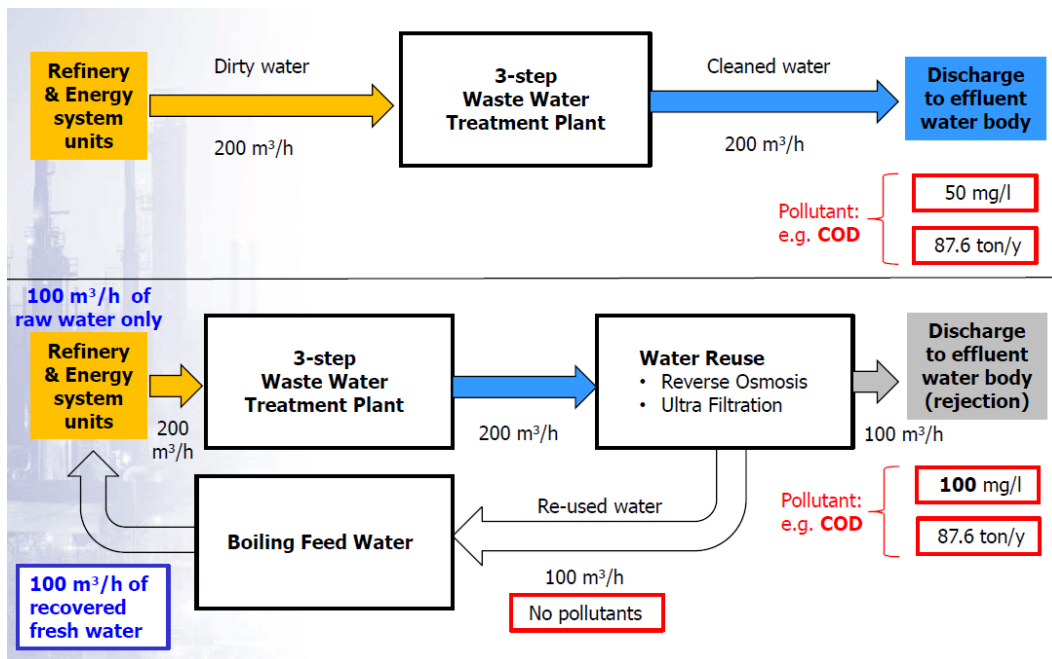 Refinery
& Energy
system
units
Dirty water
200 m³/h
3-step
Waste Water
Treatment Plant
Cleaned water
200 m³/h
Discharge
to effluent
water body
Pollutant:
e.g. COD
50 mg/l
87.6 ton/y
100 m³/h of
raw water only
Refinery
& Energy
system
units
200
m³/h
3-step
Waste Water
Treatment Plant
200 m³/h
Water Reuse
• Reverse Osmosis
• Ultra Filtration
100 m³/h
Discharge
to effluent
water body
(rejection)
Pollutant:
e.g. COD
100 mg/l
87.6 ton/y
Re-used water
100 m³/h
No pollutants
Boiling Feed Water
100 m³/h of
recovered
fresh water